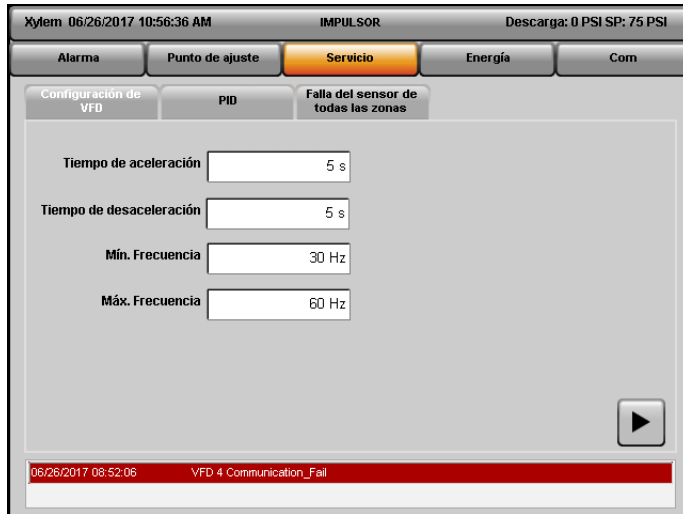 Xylem 06/26/2017 10:56:36 AM IMPULSOR Descarga: 0 PSI SP: 75 PSI
Alarma Punto de ajuste Servicio Energía Com
Configuración de VFD
PID
Falla del sensor de todas las zonas
Tiempo de aceleración 5 s
Tiempo de desaceleración 5 s
Mín. Frecuencia 30 Hz
Máx. Frecuencia 60 Hz
06/26/2017 08:52:06 VFD 4 Communication_Fail